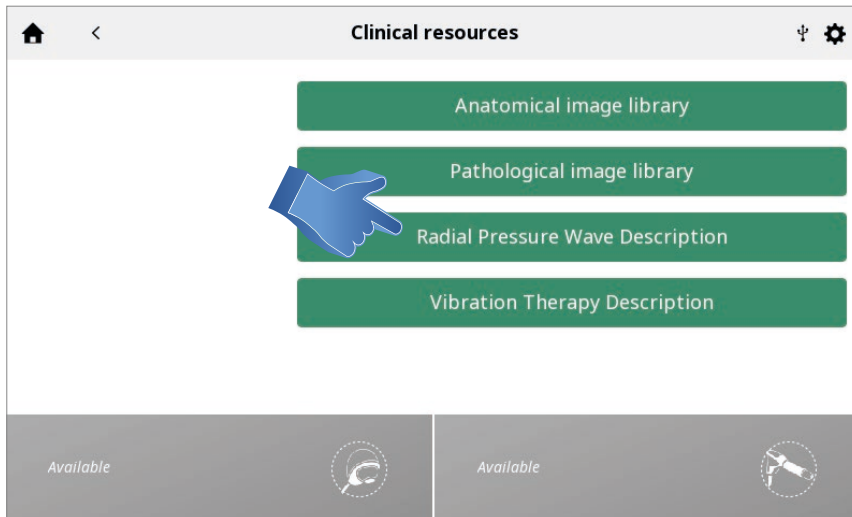 Clinical resources
Anatomical image library
Pathological image library
Radial Pressure Wave Description
Vibration Therapy Description
Available
Available